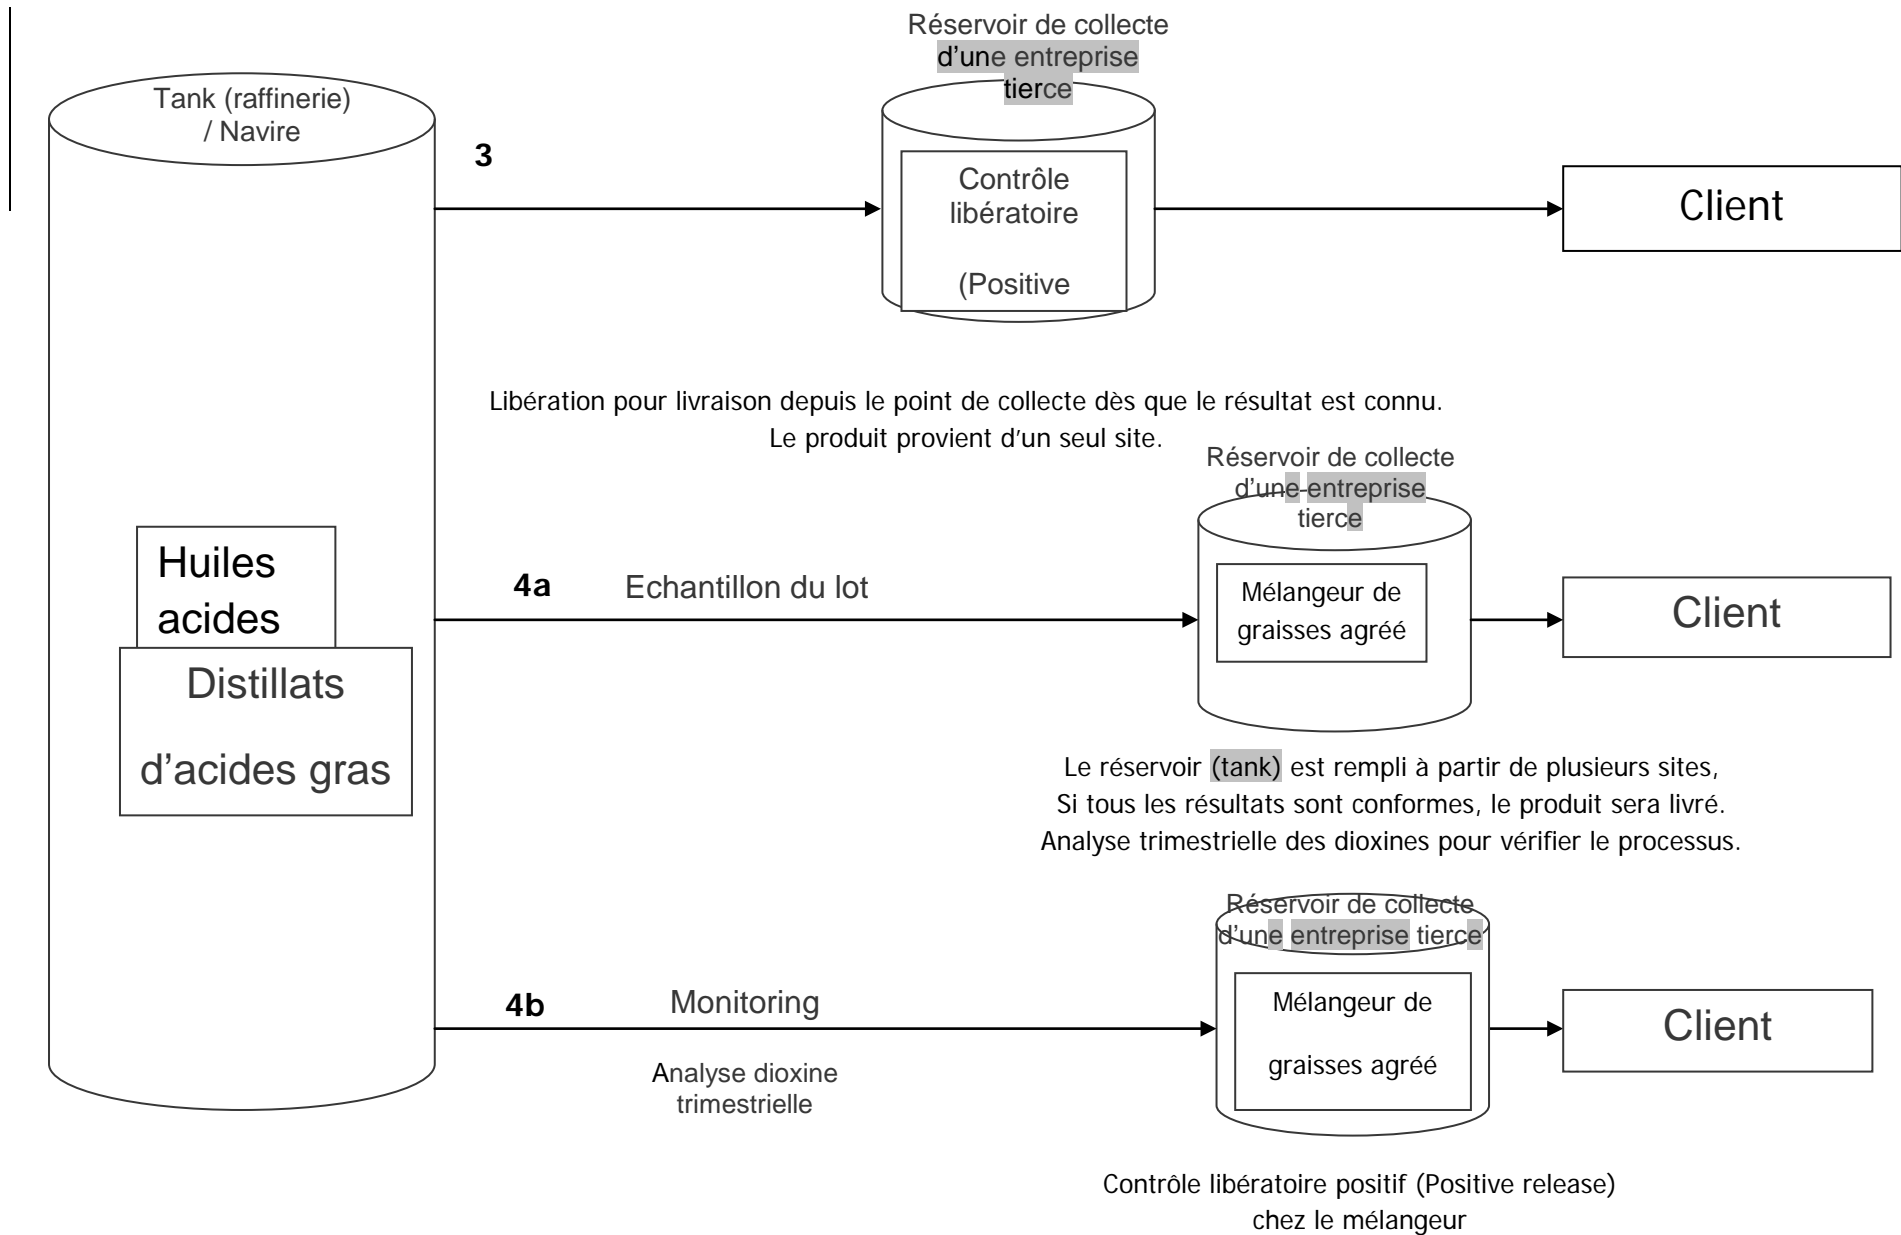 Réservoir de collecte
d'une entreprise
tierce
Tank (raffinerie)
/ Navire
3
Contrôle
libératoire
(Positive
Client
Libération pour livraison depuis le point de collecte dès que le résultat est connu.
Le produit provient d'un seul site.
Réservoir de collecte
d'une entreprise
tierce
Huiles
acides
Distillats
d'acides gras
4a
Echantillon du lot
Mélangeur de
graisses agréé
Client
Le réservoir (tank) est rempli à partir de plusieurs sites,
Si tous les résultats sont conformes, le produit sera livré.
Analyse trimestrielle des dioxines pour vérifier le processus.
Réservoir de collecte
d'une entreprise tierce
4b
Monitoring
Analyse dioxine
trimestrielle
Mélangeur de
graisses agréé
Client
Contrôle libératoire positif (Positive release)
chez le mélangeur